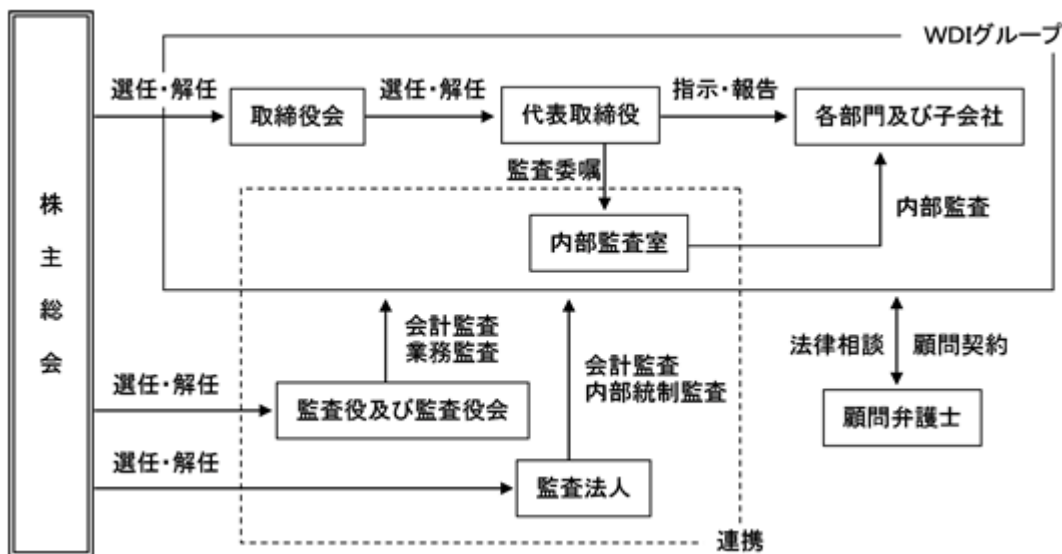 WDIグループ
選任・解任
選任・解任
指示・報告
取締役会
代表取締役
各部門及び子会社
監査委嘱
株主総会
内部監査
内部監査室
会計監査
業務監査
会計監査
内部統制監査
法律相談
顧問契約
選任・解任
監査役及び監査役会
顧問弁護士
選任・解任
監査法人
連携